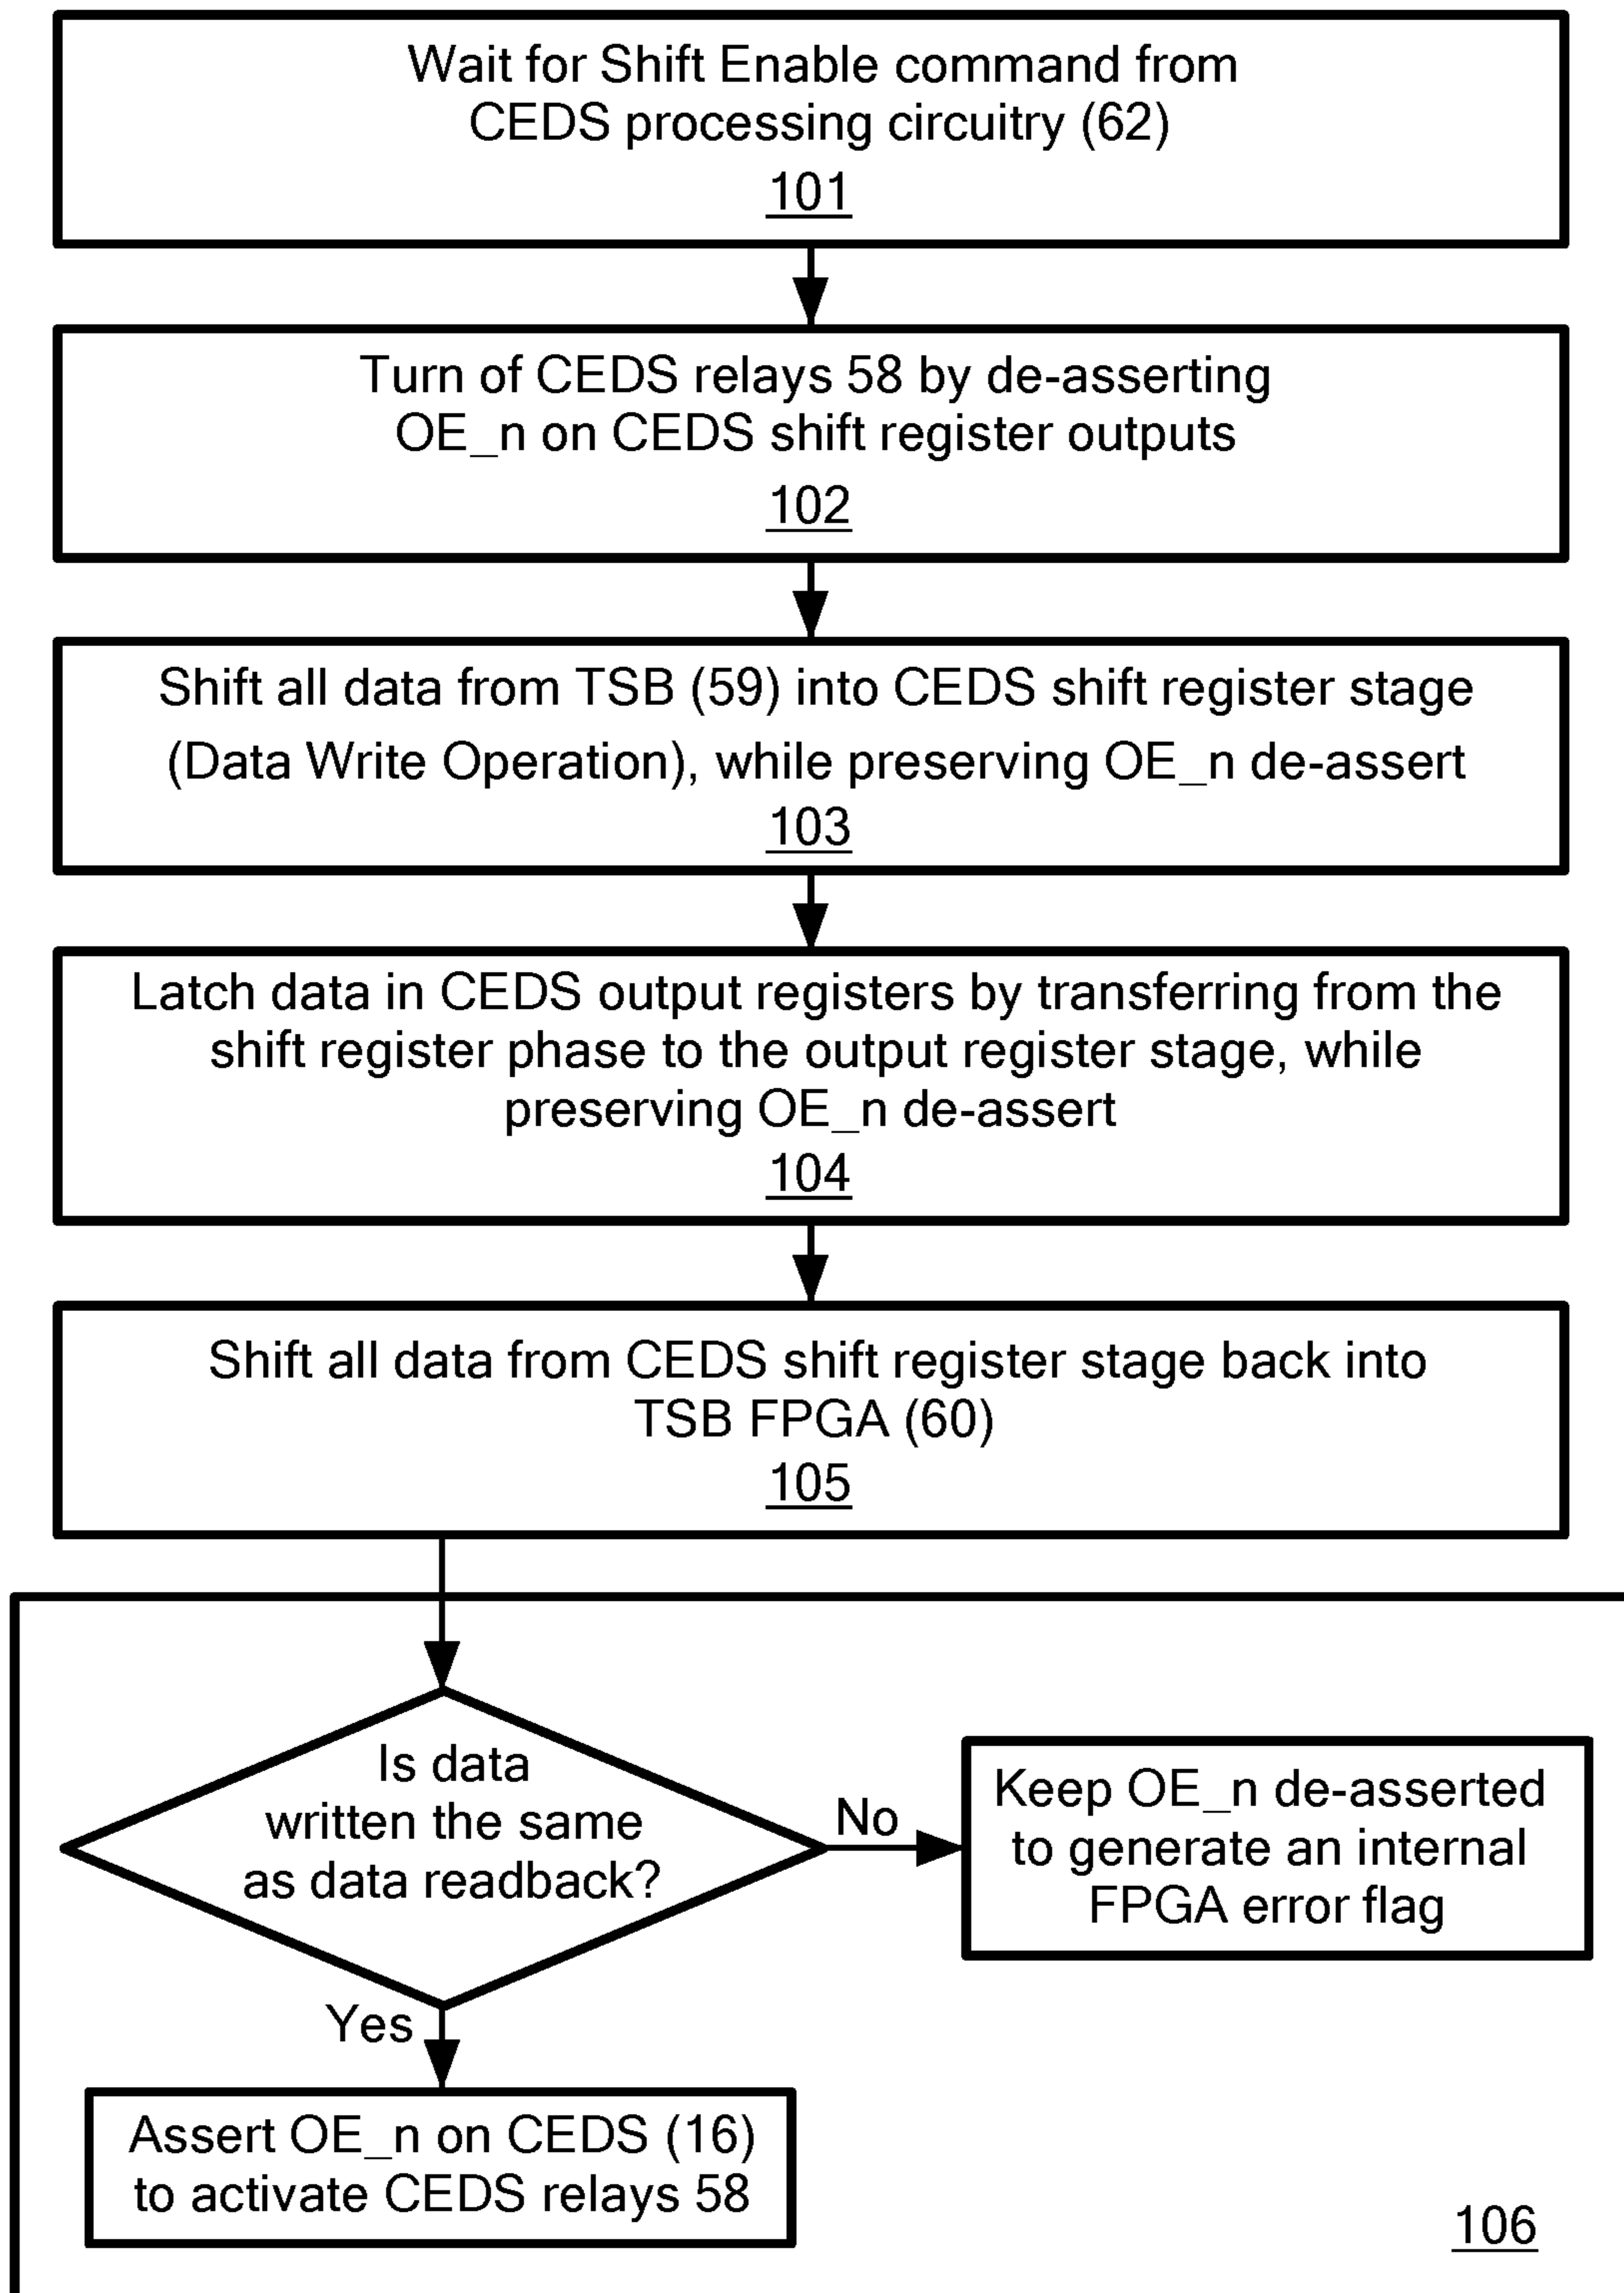 Wait for Shift Enable command from
CEDS processing circuitry (62)
101
Turn of CEDS relays 58 by de-asserting
OE_n on CEDS shift register outputs
102
Shift all data from TSB (59) into CEDS shift register stage
(Data Write Operation), while preserving OE_n de-assert
103
Latch data in CEDS output registers by transferring from the
shift register phase to the output register stage, while
preserving OE_n de-assert
104
Shift all data from CEDS shift register stage back into
TSB FPGA (60)
105
Is data
written the same
as data readback?
No
Keep OE_n de-asserted
to generate an internal
FPGA error flag
Yes
Assert OE_n on CEDS (16)
to activate CEDS relays 58
106